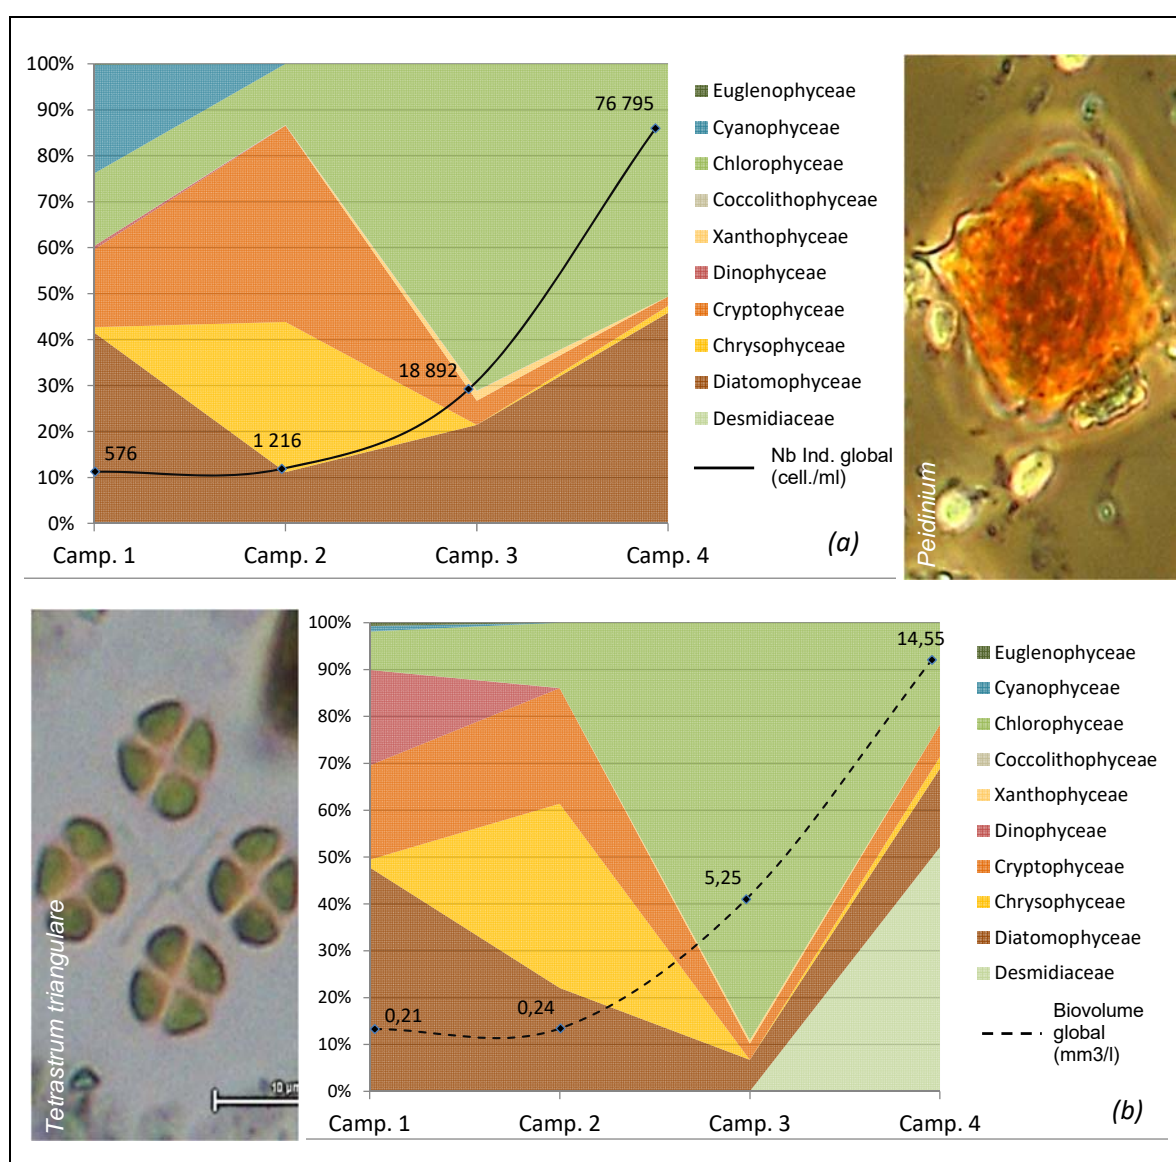 100%
90%
80%
70%
60%
50%
40%
30%
20%
10%
0%
576
1 216
18 892
76 795
Camp. 1
Camp. 2
Camp. 3
Camp. 4
Euglenophyceae
Cyanophyceae
Chlorophyceae
Coccolithophyceae
Xanthophyceae
Dinophyceae
Cryptophyceae
Chrysophyceae
Diatomophyceae
Desmidiaceae
Nb Ind. global
(cell./ml)
(a)
Peidinium
Tetrastrum triangulare
10 µm
100%
90%
80%
70%
60%
50%
40%
30%
20%
10%
0%
0,21
0,24
5,25
14,55
Camp. 1
Camp. 2
Camp. 3
Camp. 4
Euglenophyceae
Cyanophyceae
Chlorophyceae
Coccolithophyceae
Xanthophyceae
Dinophyceae
Cryptophyceae
Chrysophyceae
Diatomophyceae
Desmidiaceae
Biovolume
global
(mm3/l)
(b)